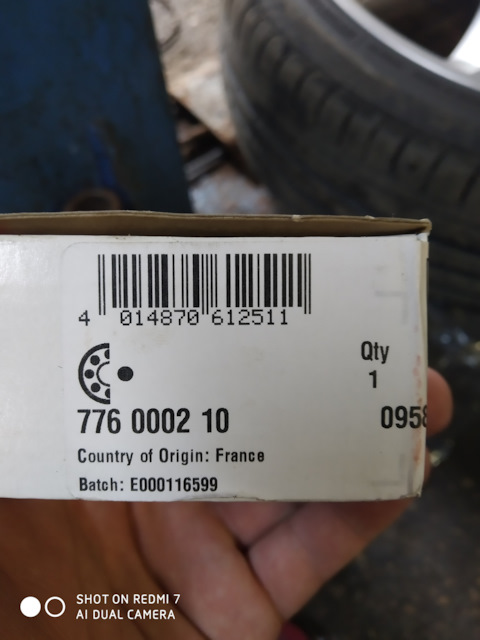 4 014870 612511
Qty
1
776 0002 10
0958
Country of Origin: France
Batch: E000116599
SHOT ON REDMI 7
AI DUAL CAMERA